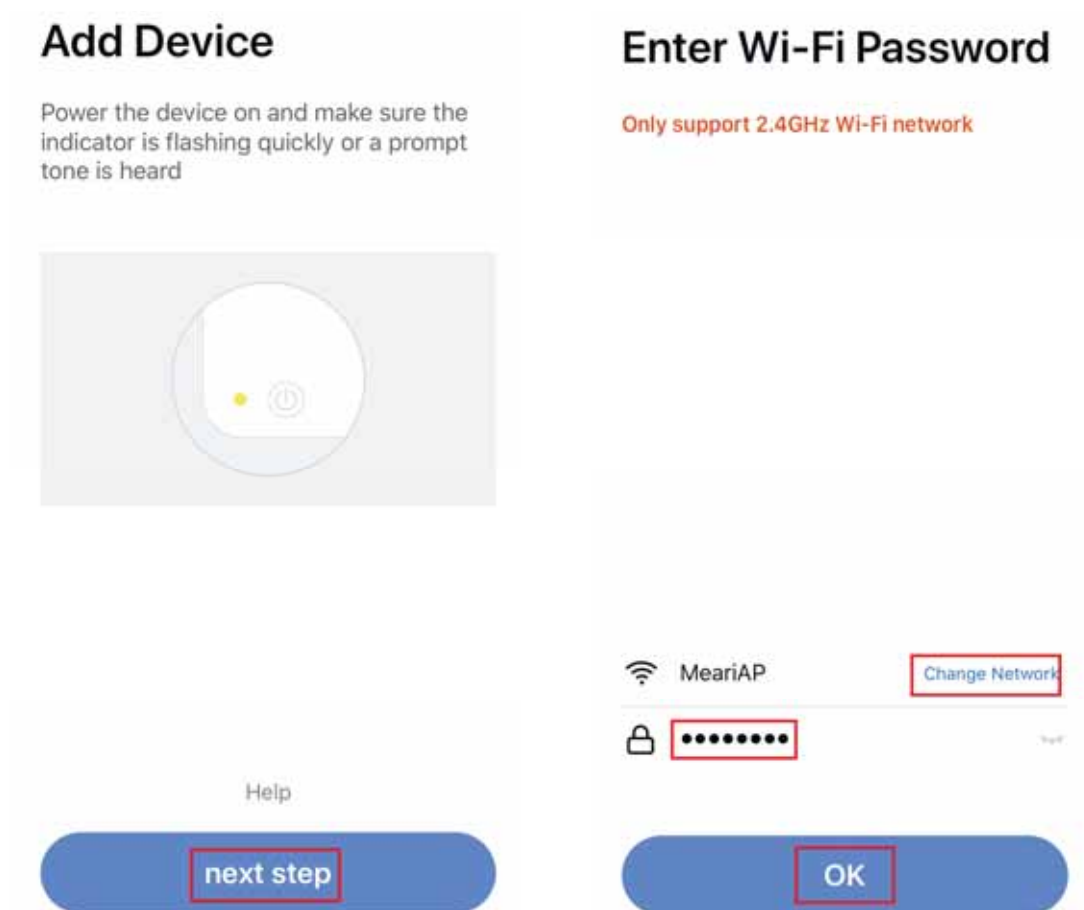 Add Device
Power the device on and make sure the
indicator is flashing quickly or a prompt
tone is heard
Help
next step
Enter Wi-Fi Password
Only support 2.4GHz Wi-Fi network
MeariAP
Change Network
••••••••
OK